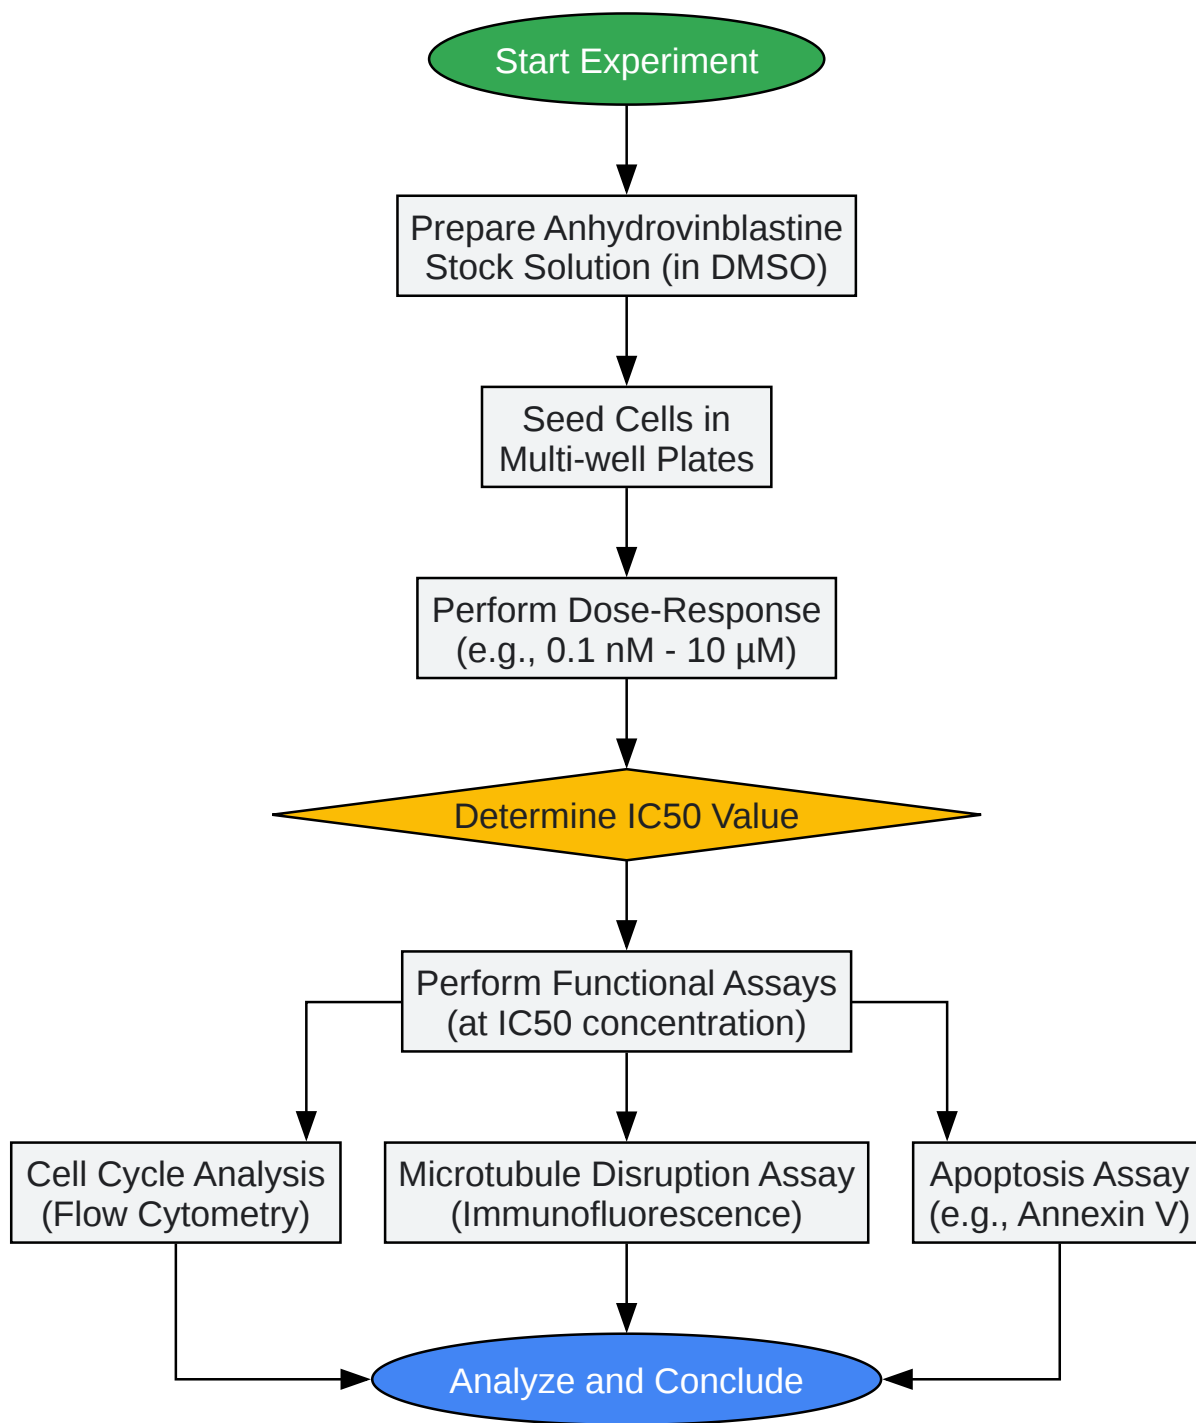 Start Experiment
Prepare Anhydrovinblastine
Stock Solution (in DMSO)
Seed Cells in
Multi-well Plates
Perform Dose-Response
(e.g., 0.1 nM - 10 µM)
Determine IC50 Value
Perform Functional Assays
(at IC50 concentration)
Cell Cycle Analysis
(Flow Cytometry)
Microtubule Disruption Assay
(Immunofluorescence)
Apoptosis Assay
(e.g., Annexin V)
Analyze and Conclude